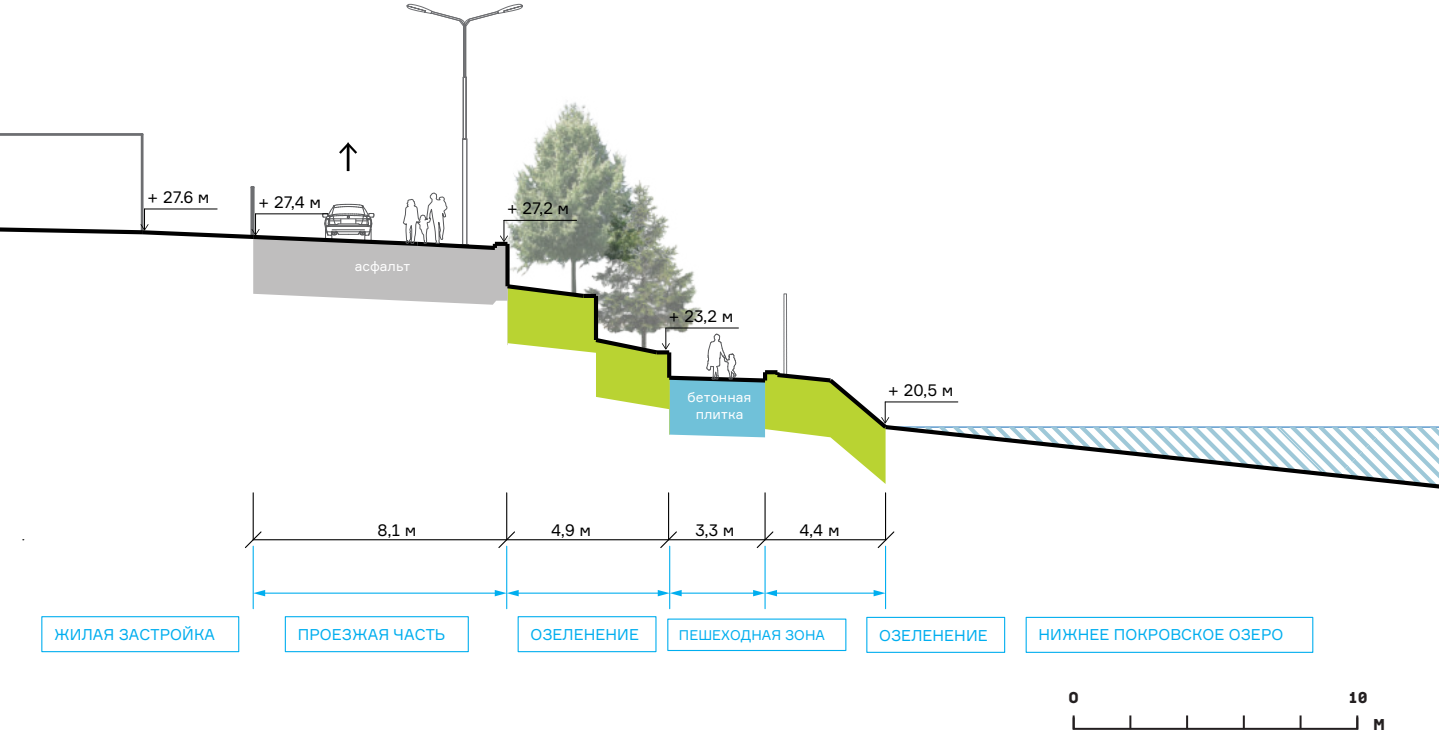 + 27.6 м
+ 27,4 м
+ 27,2 м
асфальт
+ 23,2 м
бетонная
плитка
+ 20,5 м
8,1 м
4,9 м
3,3 м
4,4 м
ЖИЛАЯ ЗАСТРОЙКА
ПРОЕЗЖАЯ ЧАСТЬ
ОЗЕЛЕНЕНИЕ
ПЕШЕХОДНАЯ ЗОНА
ОЗЕЛЕНЕНИЕ
НИЖНЕЕ ПОКРОВСКОЕ ОЗЕРО
0
10
М